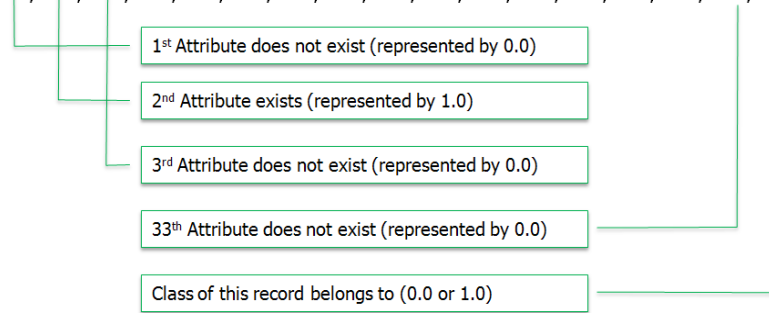 1st Attribute does not exist (represented by 0.0)
2nd Attribute exists (represented by 1.0)
3rd Attribute does not exist (represented by 0.0)
33th Attribute does not exist (represented by 0.0)
Class of this record belongs to (0.0 or 1.0)